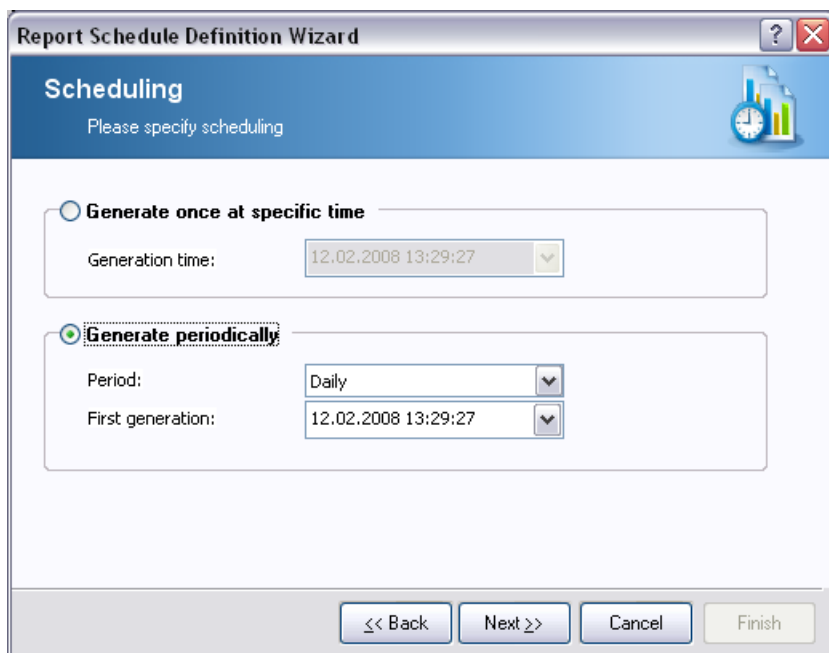 Report Schedule Definition Wizard
Scheduling
Please specify scheduling
Generate once at specific time
Generation time: 12.02.2008 13:29:27
Generate periodically
Period: Daily
First generation: 12.02.2008 13:29:27
<< Back Next >> Cancel Finish